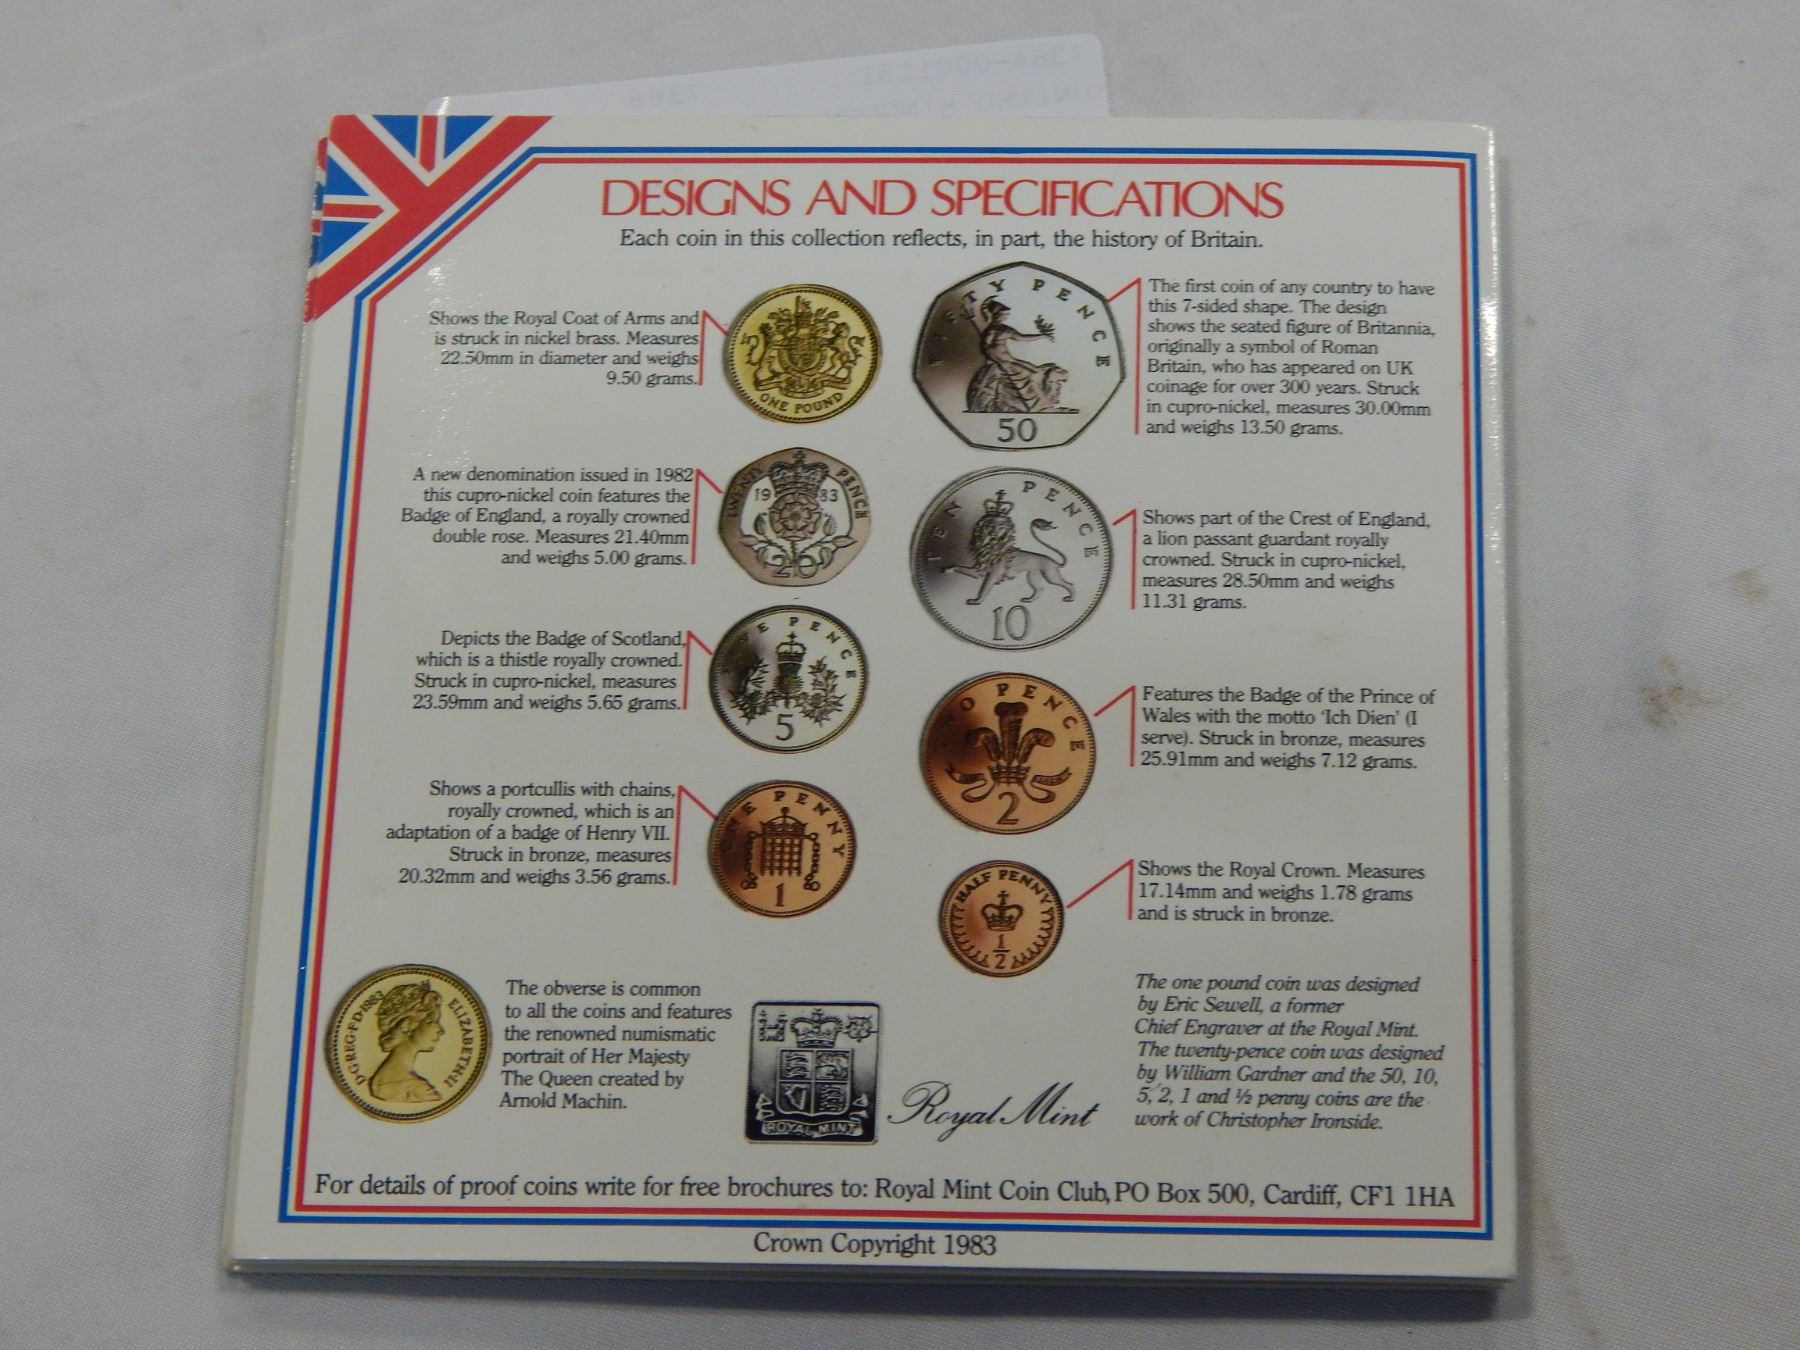 DESIGNS AND SPECIFICATIONS
Each coin in this collection reflects, in part, the history of Britain.
Shows the Royal Coat of Arms and
is struck in nickel brass. Measures
22.50mm in diameter and weighs
9.50 grams.
ONE POUND
FIFTY PENCE
50
The first coin of any country to have
this 7-sided shape. The design
shows the seated figure of Britannia,
originally a symbol of Roman
Britain, who has appeared on UK
coinage for over 300 years. Struck
in cupro-nickel, measures 30.00mm
and weighs 13.50 grams.
A new denomination issued in 1982
this cupro-nickel coin features the
Badge of England, a royally crowned
double rose. Measures 21.40mm
and weighs 5.00 grams.
TWENTY PENCE
1983
20
TEN PENCE
10
Shows part of the Crest of England,
a lion passant guardant royally
crowned. Struck in cupro-nickel,
measures 28.50mm and weighs
11.31 grams.
Depicts the Badge of Scotland,
which is a thistle royally crowned.
Struck in cupro-nickel, measures
23.59mm and weighs 5.65 grams.
FIVE PENCE
5
TWO PENCE
2
Features the Badge of the Prince of
Wales with the motto ‘Ich Dien’ (I
serve). Struck in bronze, measures
25.91mm and weighs 7.12 grams.
Shows a portcullis with chains,
royally crowned, which is an
adaptation of a badge of Henry VII.
Struck in bronze, measures
20.32mm and weighs 3.56 grams.
ONE PENNY
1
HALF PENNY
1/2
Shows the Royal Crown. Measures
17.14mm and weighs 1.78 grams
and is struck in bronze.
D·G·REG·F·D·1983 ELIZABETH·II
The obverse is common
to all the coins and features
the renowned numismatic
portrait of Her Majesty
The Queen created by
Arnold Machin.
ROYAL MINT
Royal Mint
The one pound coin was designed
by Eric Sewell, a former
Chief Engraver at the Royal Mint.
The twenty-pence coin was designed
by William Gardner and the 50, 10,
5, 2, 1 and ½ penny coins are the
work of Christopher Ironside.
For details of proof coins write for free brochures to: Royal Mint Coin Club, PO Box 500, Cardiff, CF1 1HA
Crown Copyright 1983